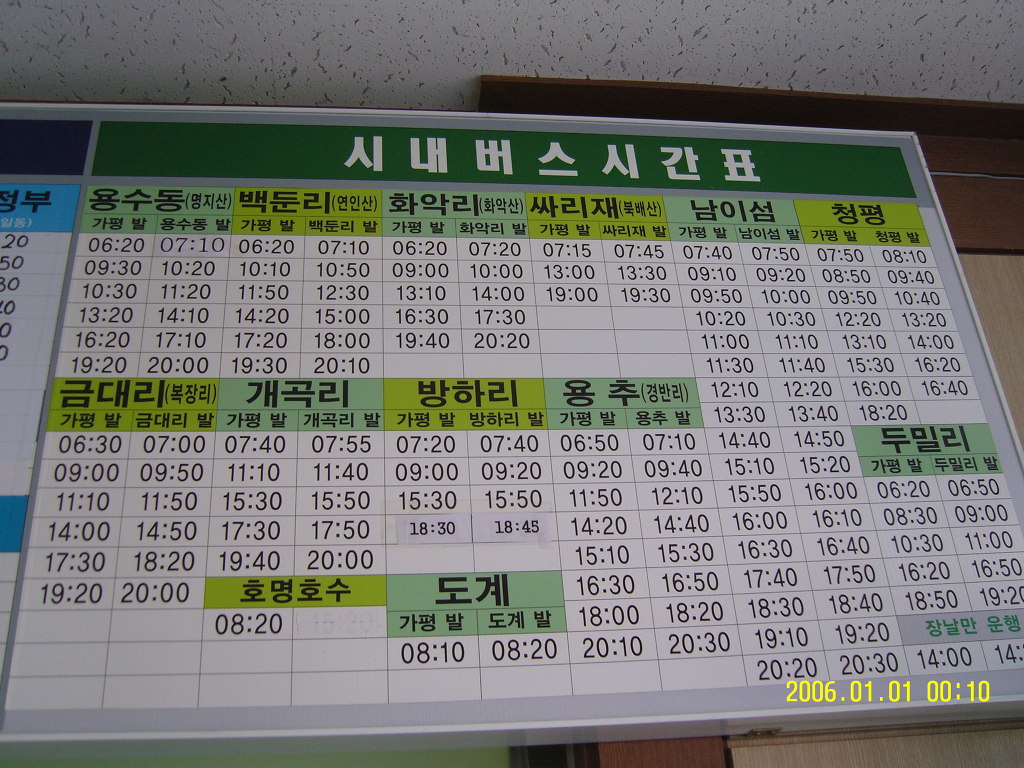 시내버스시간표
정부 용수동(명지산) 백둔리(연인산) 화악리(화악산) 싸리재(북배산) 남이섬 청평
일동) 가평 발 용수동 발 가평 발 백둔리 발 가평 발 화악리 발 가평 발 싸리재 발 가평 발 남이섬 발 가평 발 청평 발
20 06:20 07:10 06:20 07:10 06:20 07:20 07:15 07:45 07:40 07:50 07:50 08:10
50 09:30 10:20 10:10 10:50 09:00 10:00 13:00 13:30 09:10 09:20 08:50 09:40
10:30 11:20 11:50 12:30 13:10 14:00 19:00 19:30 09:50 10:00 09:50 10:40
13:20 14:10 14:20 15:00 16:30 17:30 10:20 10:30 12:20 13:20
16:20 17:10 17:20 18:00 19:40 20:20 11:00 11:10 13:10 14:00
19:20 20:00 19:30 20:10 11:30 11:40 15:30 16:20
금대리(복장리) 개곡리 방하리 용 추(경반리) 12:10 12:20 16:00 16:40
가평 발 금대리 발 가평 발 개곡리 발 가평 발 방하리 발 가평 발 용추 발 13:30 13:40 18:20
06:30 07:00 07:40 07:55 07:20 07:40 06:50 07:10 14:40 14:50 두밀리
09:00 09:50 11:10 11:40 09:00 09:20 09:20 09:40 15:10 15:20 가평 발 두밀리 발
11:10 11:50 15:30 15:50 15:30 15:50 11:50 12:10 15:50 16:00 06:20 06:50
14:00 14:50 17:30 17:50 18:30 18:45 14:20 14:40 16:00 16:10 08:30 09:00
17:30 18:20 19:40 20:00 15:10 15:30 16:30 16:40 10:30 11:00
19:20 20:00 호명호수 도계 16:30 16:50 17:40 17:50 16:20 16:50
08:20 가평 발 도계 발 18:00 18:20 18:30 18:40 18:50 19:20
08:10 08:20 20:10 20:30 19:10 19:20 장날만 운행
20:20 20:30 14:00 14:
2006.01.01 00:10